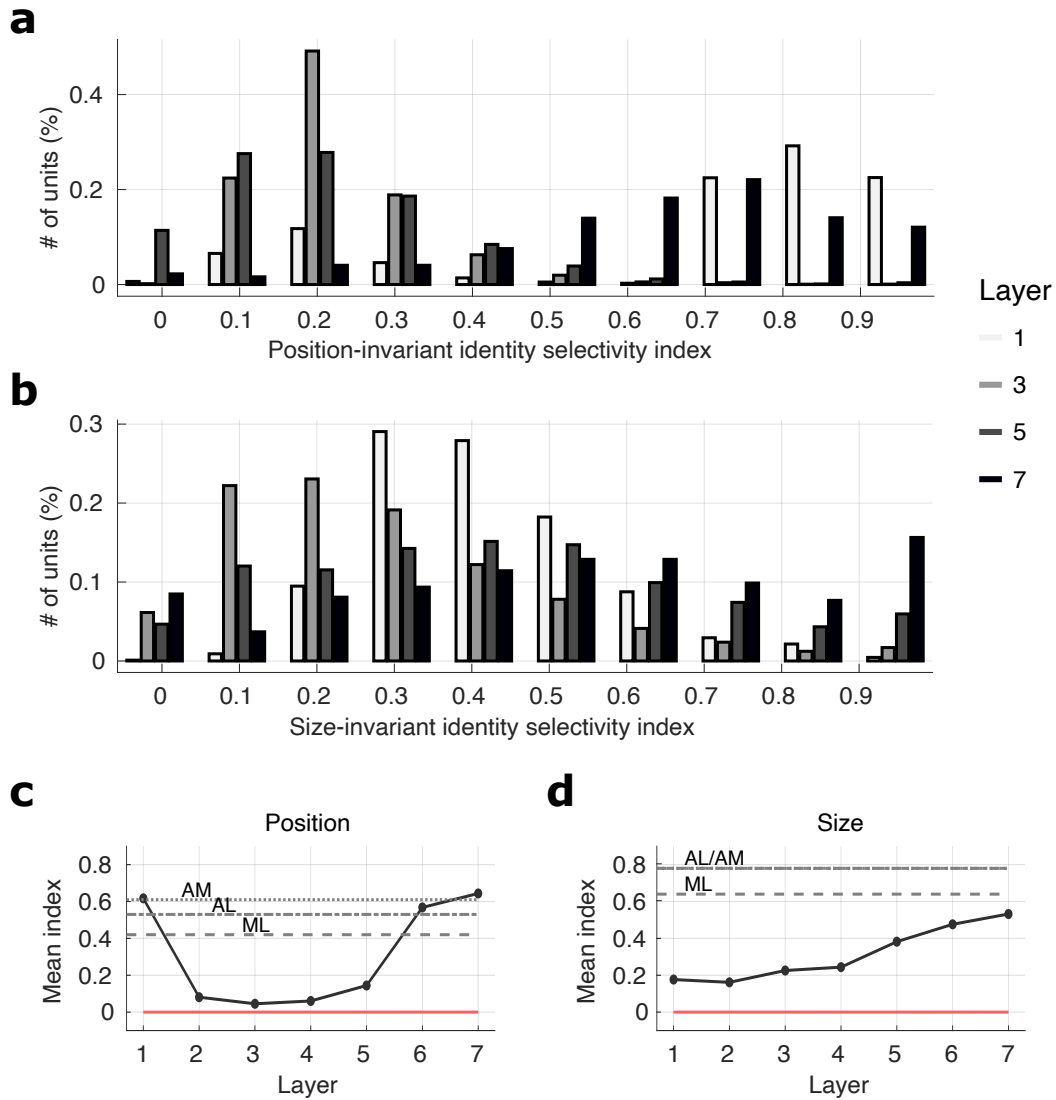 a
0.4
0.2
0
# of units (%)
0 0.1 0.2 0.3 0.4 0.5 0.6 0.7 0.8 0.9
Position-invariant identity selectivity index
Layer
1
3
5
7
b
0.3
0.2
0.1
0
# of units (%)
0 0.1 0.2 0.3 0.4 0.5 0.6 0.7 0.8 0.9
Size-invariant identity selectivity index
c
Position
0.8
0.6
0.4
0.2
0
Mean index
AM
AL
ML
1 2 3 4 5 6 7
Layer
d
Size
0.8
0.6
0.4
0.2
0
Mean index
AL/AM
ML
1 2 3 4 5 6 7
Layer